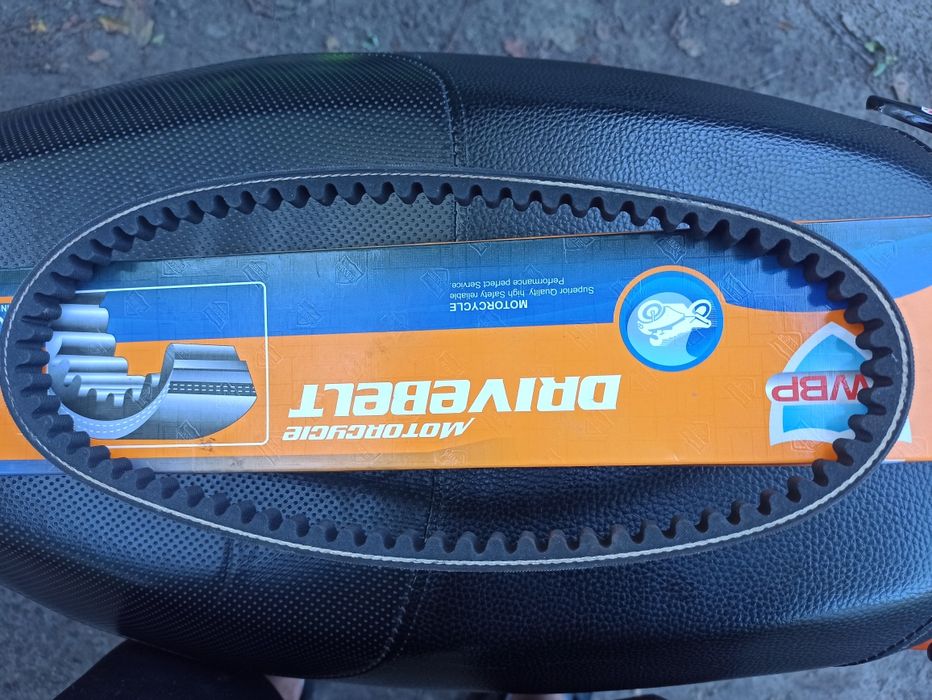 WBP
MOTORCYCLE
DRIVEBELT
MOTORCYCLE
Superior Quality, high Safety reliable
Performance perfect Service.